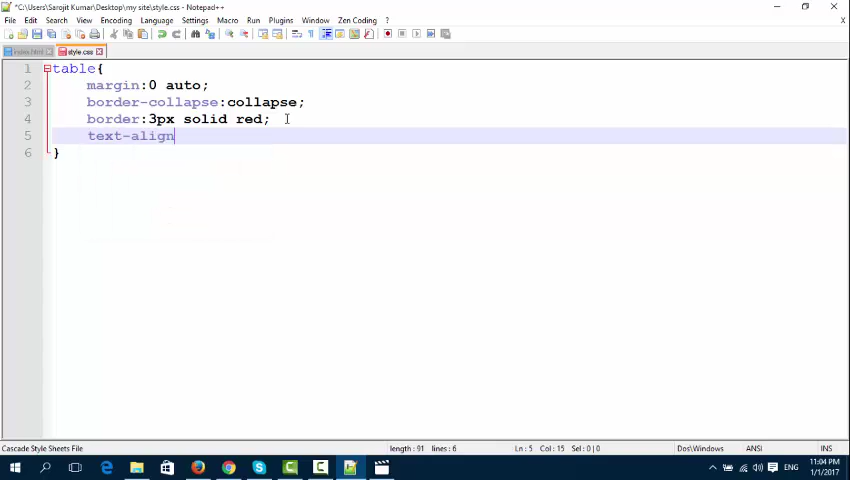 *C:\Users\Sarojit Kumar\Desktop\my site\style.css - Notepad++
File Edit Search View Encoding Language Settings Macro Run Plugins Window Zen Coding ? X
index.html style.css
1 table{
2 margin:0 auto;
3 border-collapse:collapse;
4 border:3px solid red;
5 text-align
6 }
Cascade Style Sheets File length : 91 lines : 6 Ln : 5 Col : 15 Sel : 0 | 0 Dos\Windows ANSI INS
ENG 11:04 PM
1/1/2017